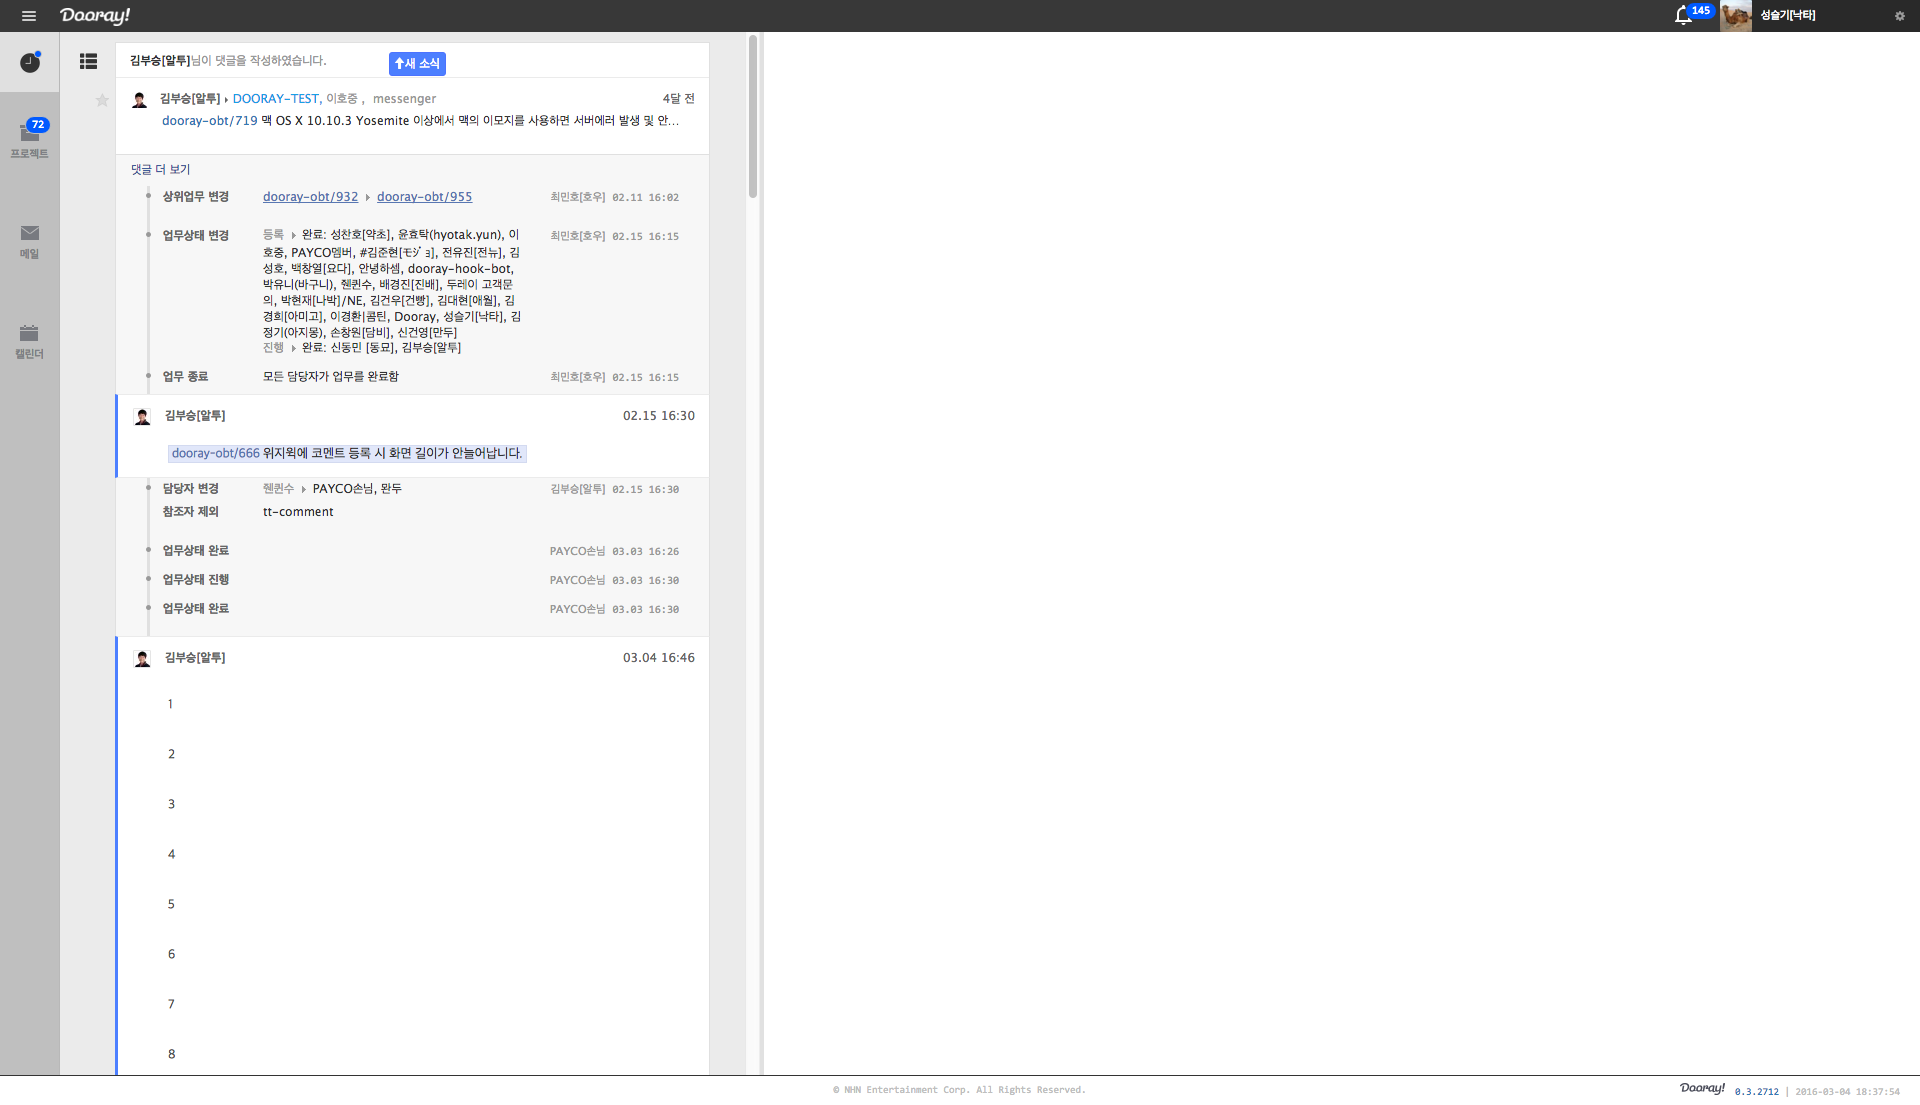 Dooray!
145
성슬기[낙타]
72
프로젝트
메일
캘린더
김부승[알투]님이 댓글을 작성하였습니다.
새 소식
김부승[알투] DOORAY-TEST, 이호중 , messenger 4달 전
dooray-obt/719 맥 OS X 10.10.3 Yosemite 이상에서 맥의 이모지를 사용하면 서버에러 발생 및 안...
댓글 더 보기
상위업무 변경 dooray-obt/932 dooray-obt/955 최민호[호우] 02.11 16:02
업무상태 변경 등록 완료: 성찬호[약초], 윤효탁(hyotak.yun), 이 최민호[호우] 02.15 16:15
호중, PAYCO멤버, #김준현[モジョ], 전유진[전뉴], 김
성호, 백창열[요다], 안녕하셈, dooray-hook-bot,
박유니(바구니), 줸퀸수, 배경진[진배], 두레이 고객문
의, 박현재[나박]/NE, 김건우[건빵], 김대현[애월], 김
경희[아미고], 이경환|콤틴, Dooray, 성슬기[낙타], 김
정기(아지몽), 손창원[담비], 신건영[만두]
진행 완료: 신동민 [동묘], 김부승[알투]
업무 종료 모든 담당자가 업무를 완료함 최민호[호우] 02.15 16:15
김부승[알투] 02.15 16:30
dooray-obt/666 위지윅에 코멘트 등록 시 화면 길이가 안늘어납니다.
담당자 변경 줸퀸수 PAYCO손님, 완두 김부승[알투] 02.15 16:30
참조자 제외 tt-comment
업무상태 완료 PAYCO손님 03.03 16:26
업무상태 진행 PAYCO손님 03.03 16:30
업무상태 완료 PAYCO손님 03.03 16:30
김부승[알투] 03.04 16:46
1
2
3
4
5
6
7
8
© NHN Entertainment Corp. All Rights Reserved.
Dooray! 0.3.2712 | 2016-03-04 18:37:54